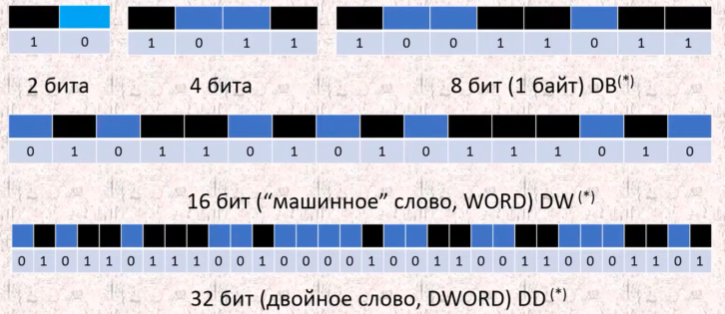 1 0 1 0 1 1 1 0 0 1 1 0 1 1
2 бита 4 бита 8 бит (1 байт) DB(*)
0 1 0 1 1 0 1 0 1 0 1 1 1 0 1 0
16 бит (“машинное” слово, WORD) DW (*)
0 1 0 1 1 0 1 1 1 0 0 1 0 0 0 0 1 0 0 1 1 0 0 1 1 0 0 0 1 1 0 1
32 бит (двойное слово, DWORD) DD (*)